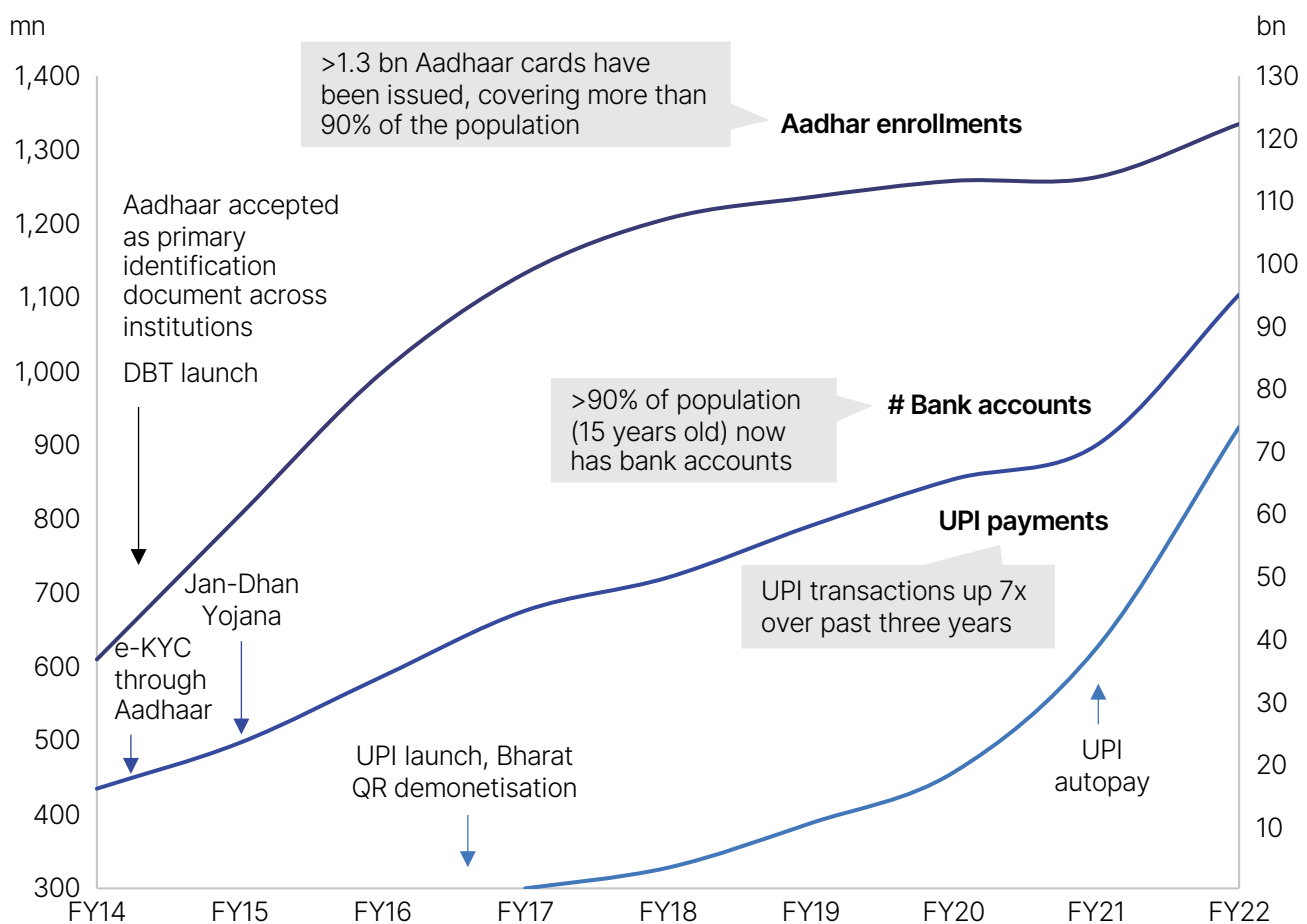 mn
bn
1,400
1,300
1,200
1,100
1,000
900
800
700
600
500
400
300
130
120
110
100
90
80
70
60
50
40
30
20
10
>1.3 bn Aadhaar cards have
been issued, covering more than
90% of the population
Aadhar enrollments
Aadhaar accepted
as primary
identification
document across
institutions
DBT launch
>90% of population
(15 years old) now
has bank accounts
# Bank accounts
UPI payments
UPI transactions up 7x
over past three years
Jan-Dhan
Yojana
e-KYC
through
Aadhaar
UPI launch, Bharat
QR demonetisation
UPI
autopay
FY14 FY15 FY16 FY17 FY18 FY19 FY20 FY21 FY22